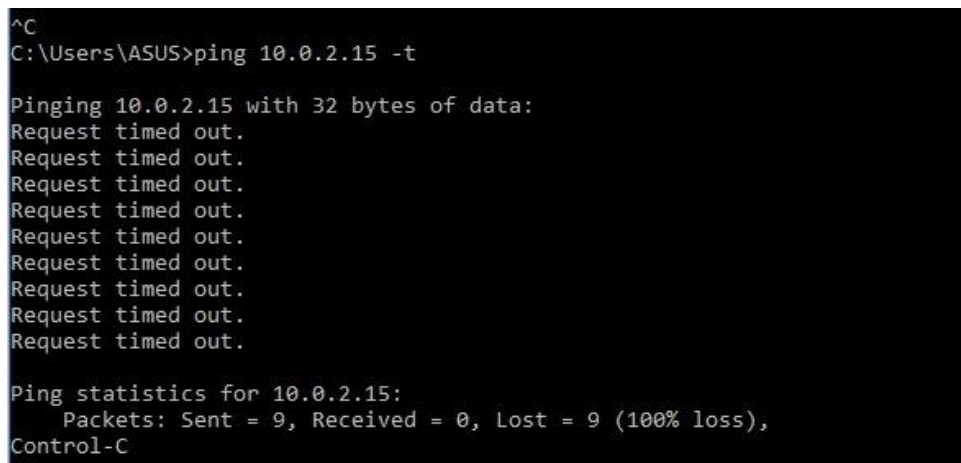 ^C
C:\Users\ASUS>ping 10.0.2.15 -t
Pinging 10.0.2.15 with 32 bytes of data:
Request timed out.
Request timed out.
Request timed out.
Request timed out.
Request timed out.
Request timed out.
Request timed out.
Request timed out.
Request timed out.
Ping statistics for 10.0.2.15:
Packets: Sent = 9, Received = 0, Lost = 9 (100% loss),
Control-C